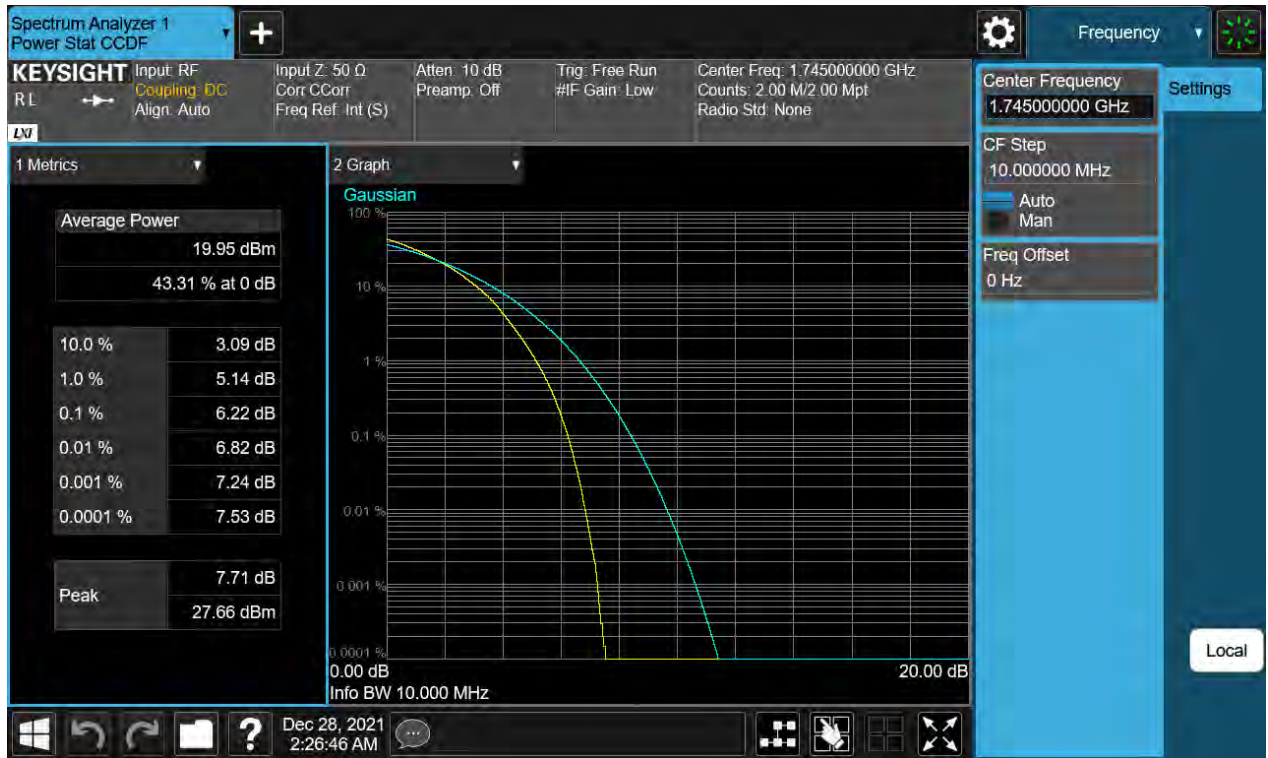 Spectrum Analyzer 1
Power Stat CCDF
+
Frequency
KEYSIGHT
RL
LXI
Input: RF
Coupling: DC
Align: Auto
Input Z: 50 Ω
Corr CCorr
Freq Ref: Int (S)
Atten: 10 dB
Preamp: Off
Trig: Free Run
#IF Gain: Low
Center Freq: 1.745000000 GHz
Counts: 2.00 M/2.00 Mpt
Radio Std: None
Center Frequency
1.745000000 GHz
Settings
CF Step
10.000000 MHz
Auto
Man
Freq Offset
0 Hz
1 Metrics
Average Power
19.95 dBm
43.31 % at 0 dB
10.0 % 3.09 dB
1.0 % 5.14 dB
0.1 % 6.22 dB
0.01 % 6.82 dB
0.001 % 7.24 dB
0.0001 % 7.53 dB
Peak
7.71 dB
27.66 dBm
2 Graph
Gaussian
100 %
10 %
1 %
0.1 %
0.01 %
0.001 %
0.0001 %
0.00 dB 20.00 dB
Info BW 10.000 MHz
Local
?
Dec 28, 2021
2:26:46 AM